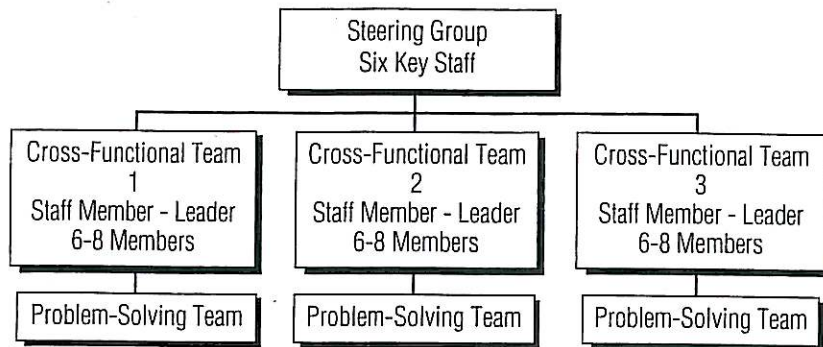 Steering Group
Six Key Staff
Cross-Functional Team
1
Staff Member - Leader
6-8 Members
Cross-Functional Team
2
Staff Member - Leader
6-8 Members
Cross-Functional Team
3
Staff Member - Leader
6-8 Members
Problem-Solving Team
Problem-Solving Team
Problem-Solving Team